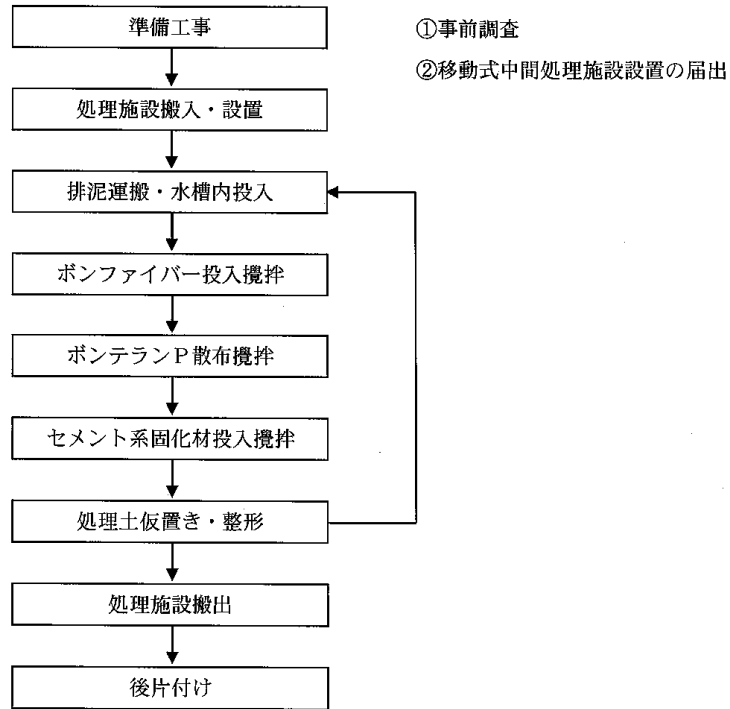 準備工事
①事前調査
②移動式中間処理施設設置の届出
処理施設搬入・設置
排泥運搬・水槽内投入
ボンファイバー投入攪拌
ボンテランP散布攪拌
セメント系固化材投入攪拌
処理土仮置き・整形
処理施設搬出
後片付け